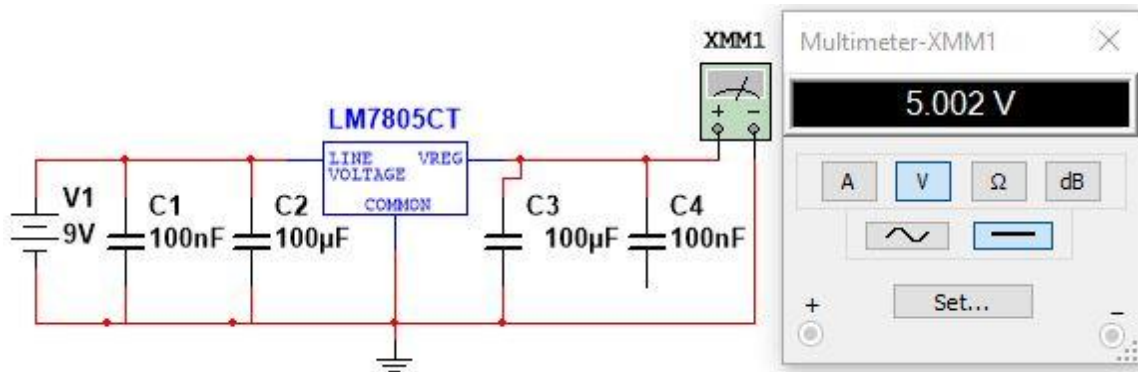 XMM1
Multimeter-XMM1
5.002 V
LM7805CT
LINE VREG
VOLTAGE
COMMON
V1
9V
C1
100nF
C2
100µF
C3
100µF
C4
100nF
+ −
A V Ω dB
Set...
+ −